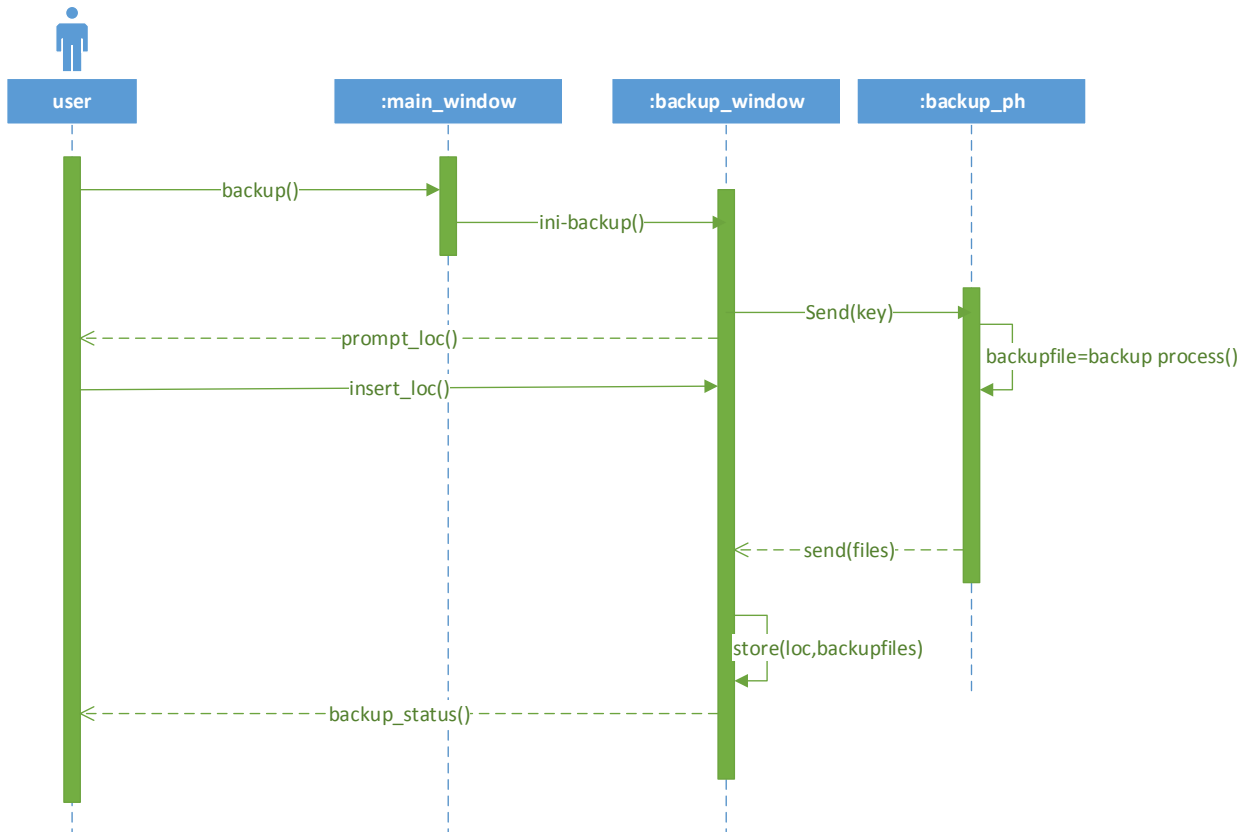 user
:main_window
:backup_window
:backup_ph
backup()
ini-backup()
Send(key)
prompt_loc()
backupfile=backup process()
insert_loc()
send(files)
store(loc,backupfiles)
backup_status()